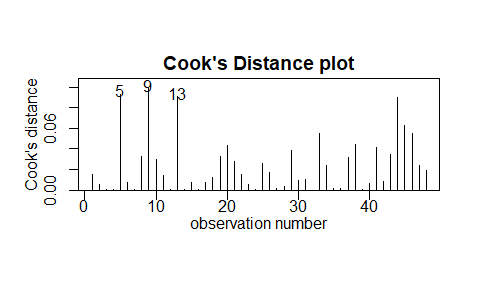 Cook's Distance plot
Cook's distance
0.00 0.06
5 9 13
0 10 20 30 40
observation number